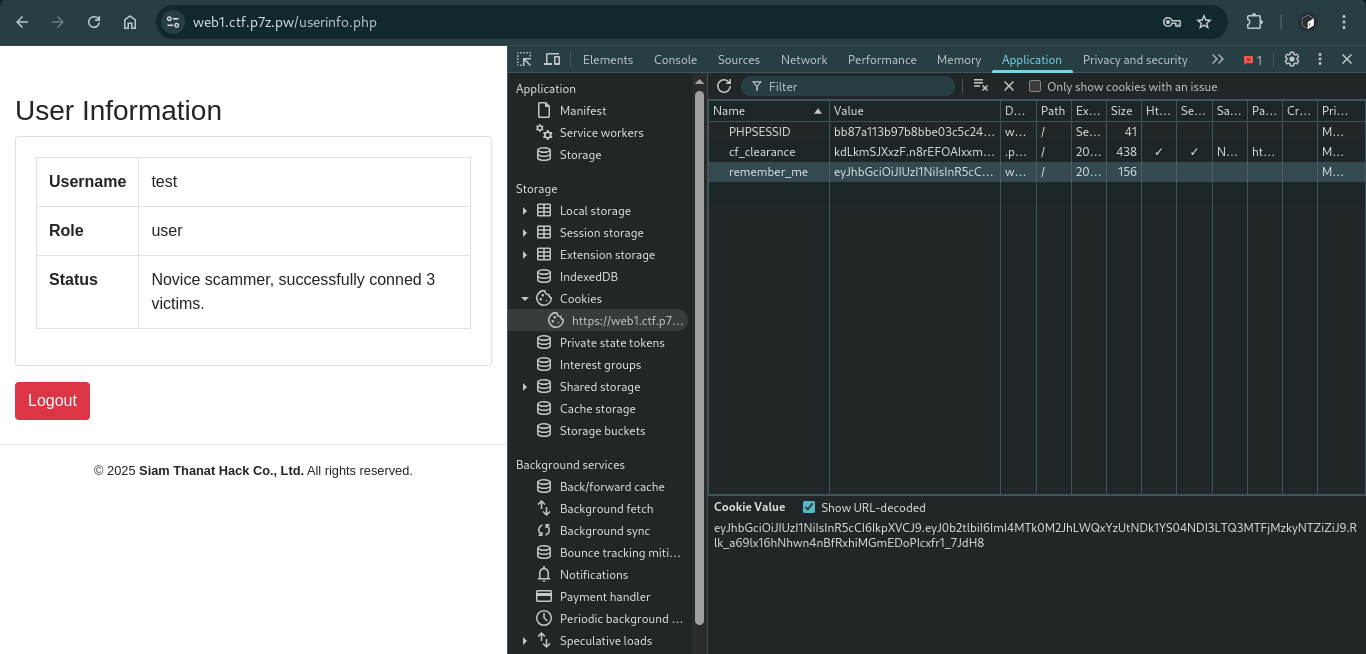 web1.ctf.p7z.pw/userinfo.php
User Information
Username test
Role user
Status Novice scammer, successfully conned 3
victims.
Logout
© 2025 Siam Thanat Hack Co., Ltd. All rights reserved.
Elements Console Sources Network Performance Memory Application Privacy and security 1
Application
Manifest
Service workers
Storage
Storage
Local storage
Session storage
Extension storage
IndexedDB
Cookies
https://web1.ctf.p7...
Private state tokens
Interest groups
Shared storage
Cache storage
Storage buckets
Background services
Back/forward cache
Background fetch
Background sync
Bounce tracking miti...
Notifications
Payment handler
Periodic background ...
Speculative loads
Filter Only show cookies with an issue
Name Value D... Path Ex... Size Ht... Se... Sa... Pa... Cr... Pri...
PHPSESSID bb87a113b97b8bbe03c5c24... w... / Se... 41 M...
cf_clearance kdLkmSJXxzF.n8rEFOAIxxm... .p... / 20... 438 ✓ ✓ N... ht... M...
remember_me eyJhbGciOiJIUzI1NiIsInR5cC... w... / 20... 156 M...
Cookie Value Show URL-decoded
eyJhbGciOiJIUzI1NiIsInR5cCI6IkpXVCJ9.eyJ0b2tlbiI6ImI4MTk0M2JhLWQxYzUtNDk1YS04NDI3LTQ3MTFjMzkyNTZiZiJ9.R
lk_a69lx16hNhwn4nBfRxhiMGmEDoPIcxfr1_7JdH8